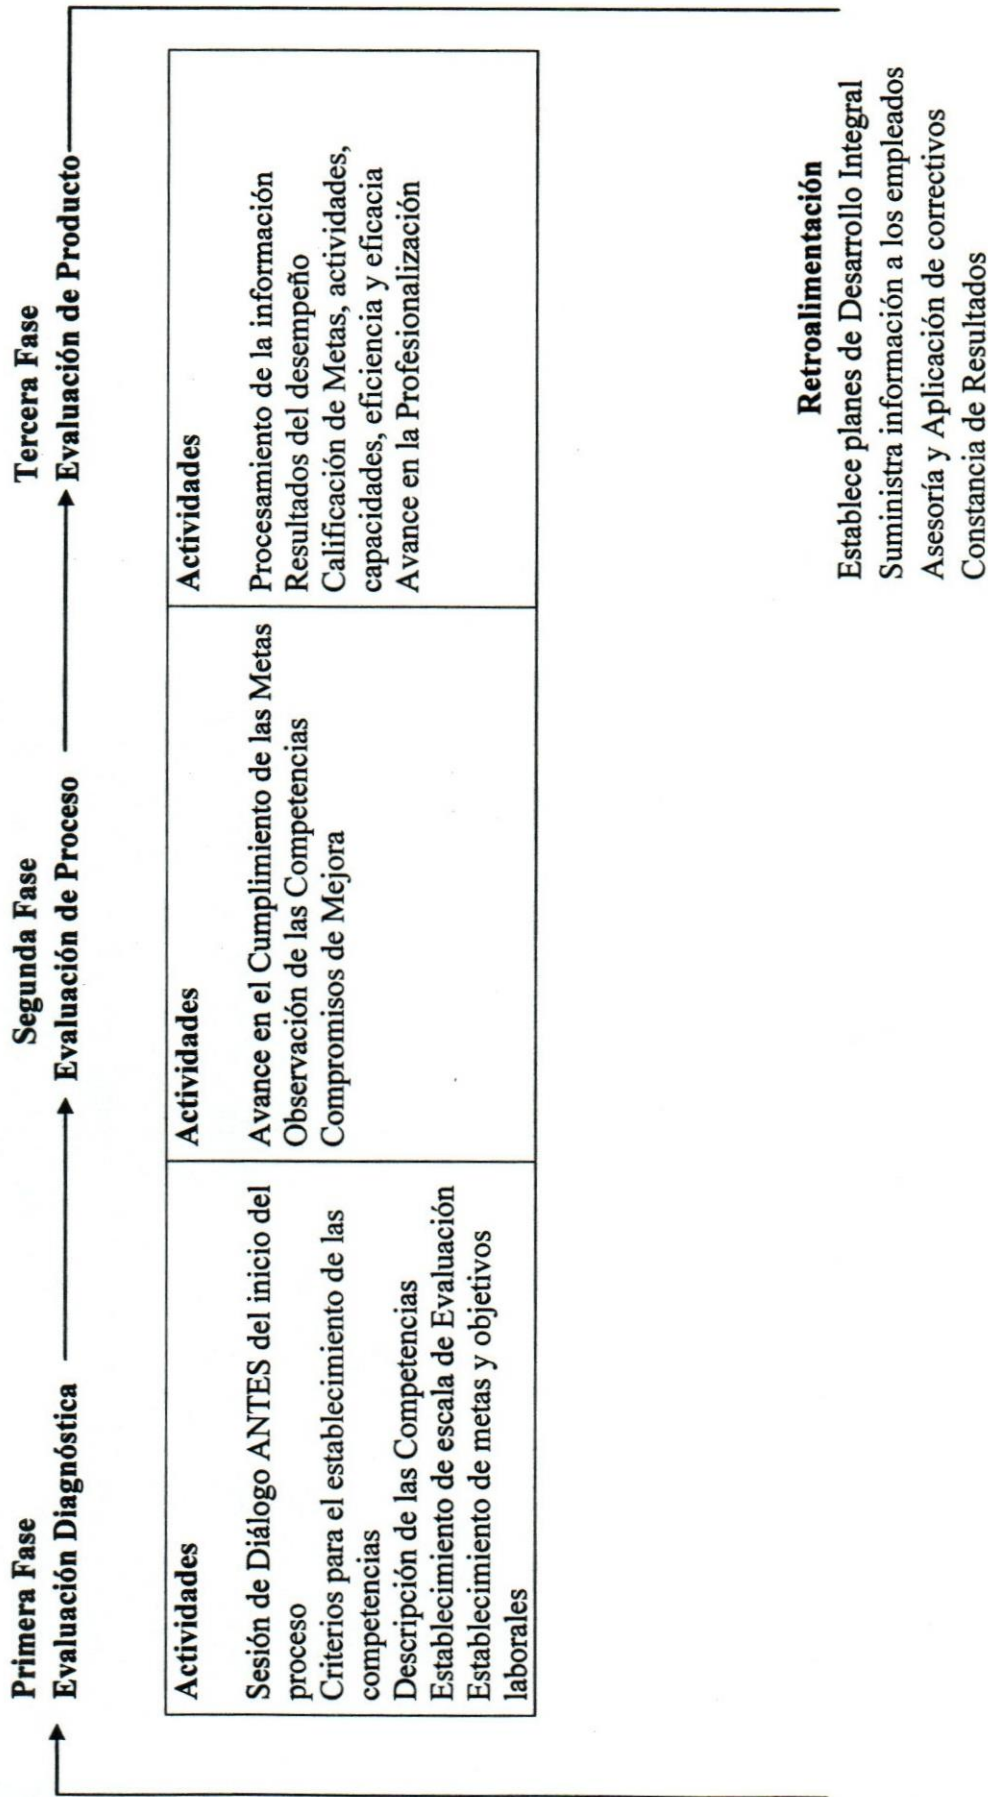 Primera Fase
Evaluación Diagnóstica
Segunda Fase
Evaluación de Proceso
Tercera Fase
Evaluación de Producto
Actividades
Sesión de Diálogo ANTES del inicio del
proceso
Criterios para el establecimiento de las
competencias
Descripción de las Competencias
Establecimiento de escala de Evaluación
Establecimiento de metas y objetivos
laborales
Actividades
Avance en el Cumplimiento de las Metas
Observación de las Competencias
Compromisos de Mejora
Actividades
Procesamiento de la información
Resultados del desempeño
Calificación de Metas, actividades,
capacidades, eficiencia y eficacia
Avance en la Profesionalización
Retroalimentación
Establece planes de Desarrollo Integral
Suministra información a los empleados
Asesoría y Aplicación de correctivos
Constancia de Resultados